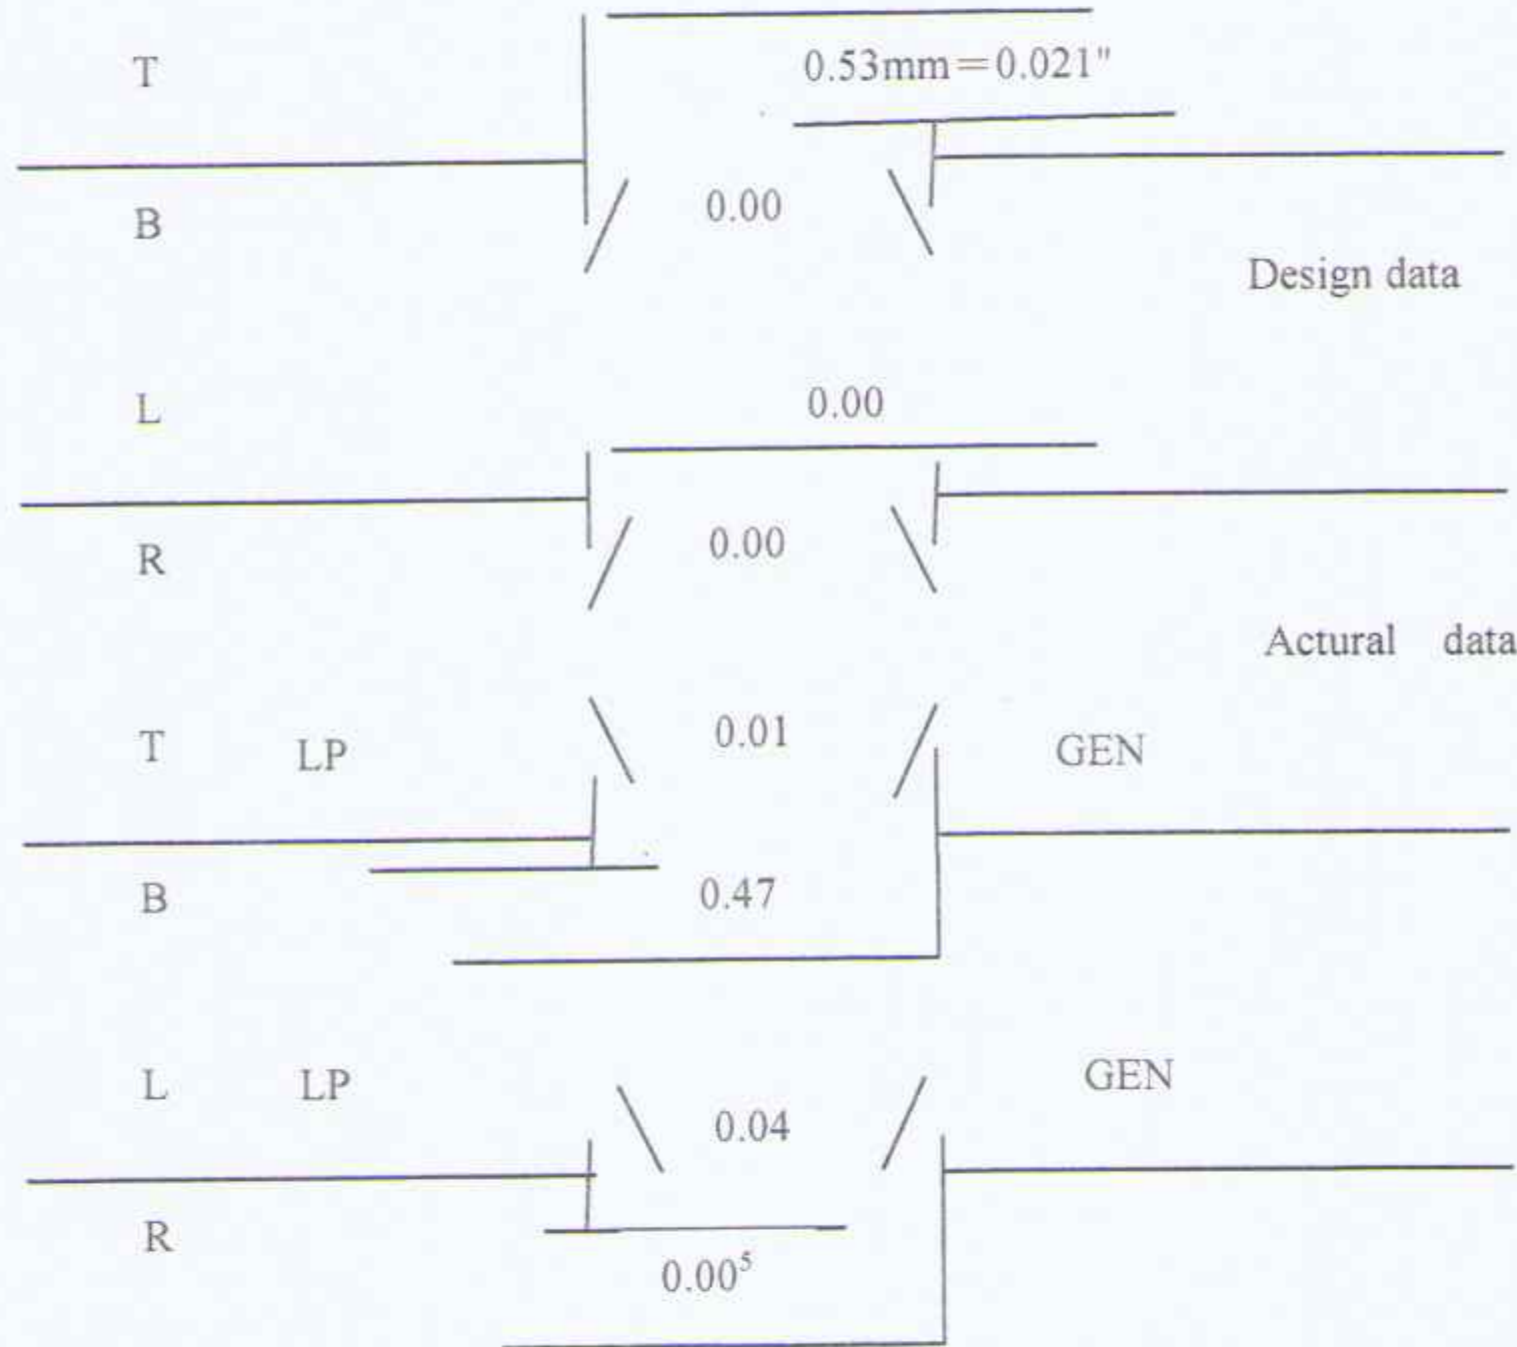 T
0.53mm=0.021"
B
0.00
Design data
L
0.00
R
0.00
Actural data
T LP 0.01 GEN
B
0.47
L LP 0.04 GEN
R
0.00⁵